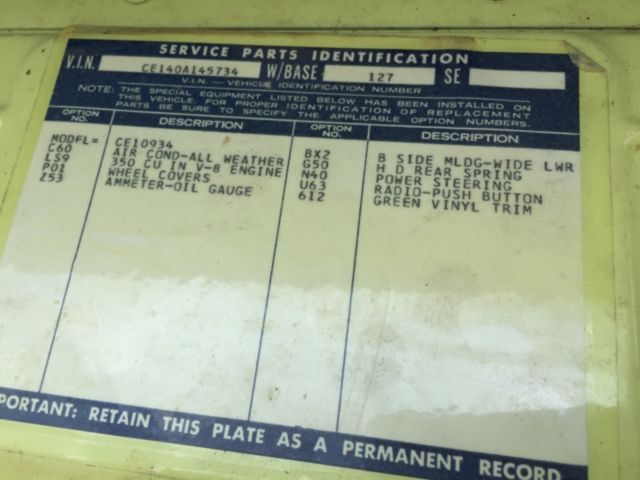 SERVICE PARTS IDENTIFICATION
V.I.N. CE140A145734 W/BASE 127 SE
V.I.N. — VEHICLE IDENTIFICATION NUMBER
NOTE: THE SPECIAL EQUIPMENT LISTED BELOW HAS BEEN INSTALLED ON
THIS VEHICLE. FOR PROPER IDENTIFICATION OF REPLACEMENT
PARTS BE SURE TO SPECIFY THE APPLICABLE OPTION NUMBERS.
OPTION NO. DESCRIPTION OPTION NO. DESCRIPTION
MODEL= CE10934
C60 AIR COND-ALL WEATHER
LS9 350 CU IN V-8 ENGINE
P01 WHEEL COVERS
Z53 AMMETER-OIL GAUGE
BX2 B SIDE MLDG-WIDE LWR
G50 H D REAR SPRING
N40 POWER STEERING
U63 RADIO-PUSH BUTTON
612 GREEN VINYL TRIM
PORTANT: RETAIN THIS PLATE AS A PERMANENT RECORD